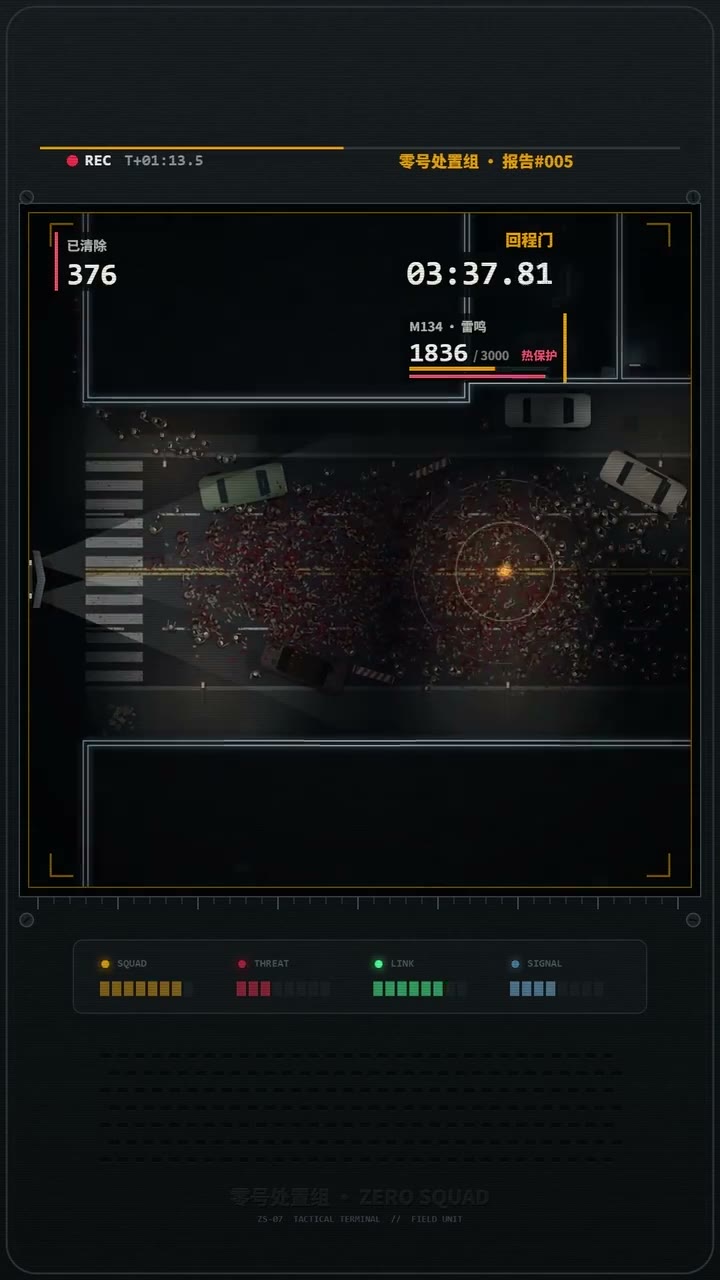 REC T+01:13.5
零号处置组 • 报告#005
已清除
376
回程门
03:37.81
M134 • 雷鸣
1836 / 3000 热保护
SQUAD THREAT LINK SIGNAL
零号处置组 • ZERO SQUAD
ZS-07 TACTICAL TERMINAL // FIELD UNIT